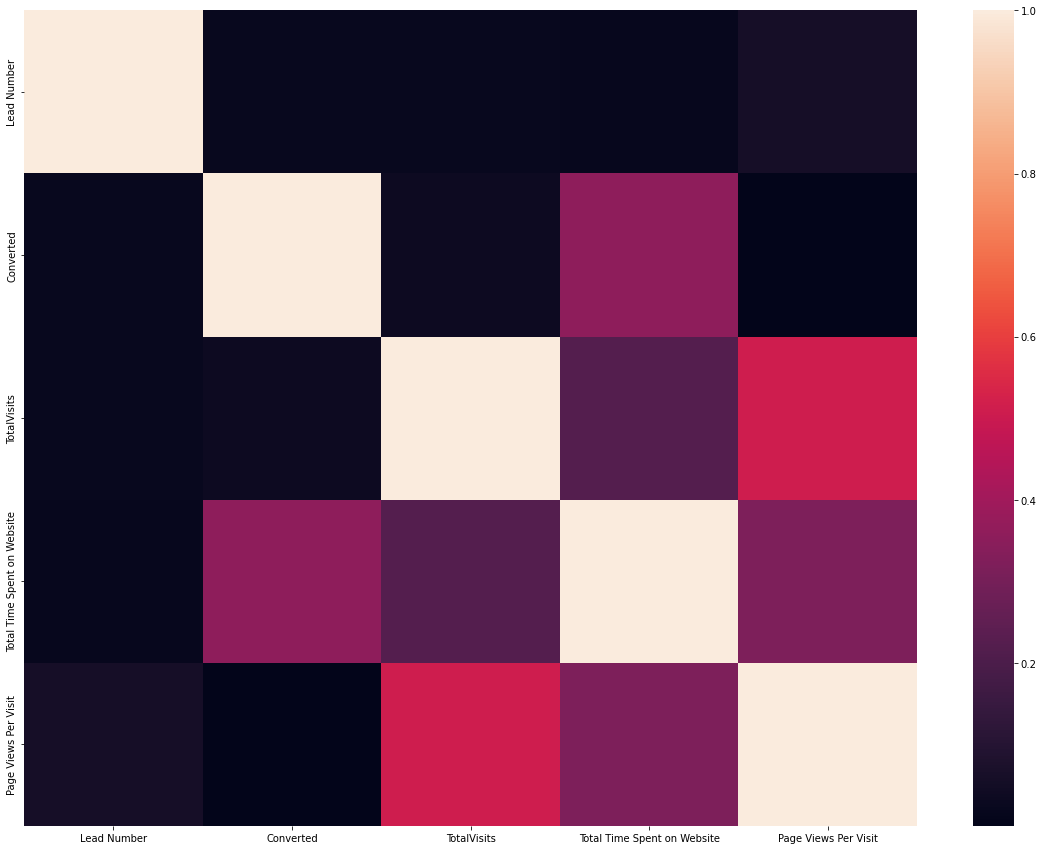 Lead Number
Converted
TotalVisits
Total Time Spent on Website
Page Views Per Visit
Lead Number
Converted
TotalVisits
Total Time Spent on Website
Page Views Per Visit
1.0
0.8
0.6
0.4
0.2